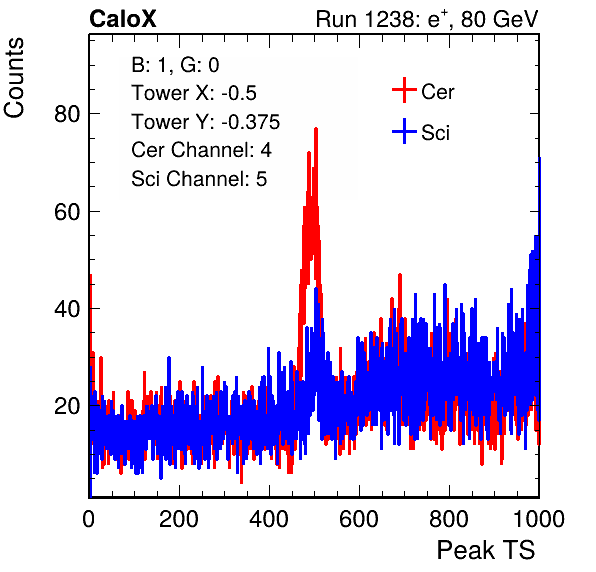 CaloX Run 1238: e⁺, 80 GeV
Counts
B: 1, G: 0
Tower X: -0.5
Tower Y: -0.375
Cer Channel: 4
Sci Channel: 5
Cer
Sci
80
60
40
20
0 200 400 600 800 1000
Peak TS